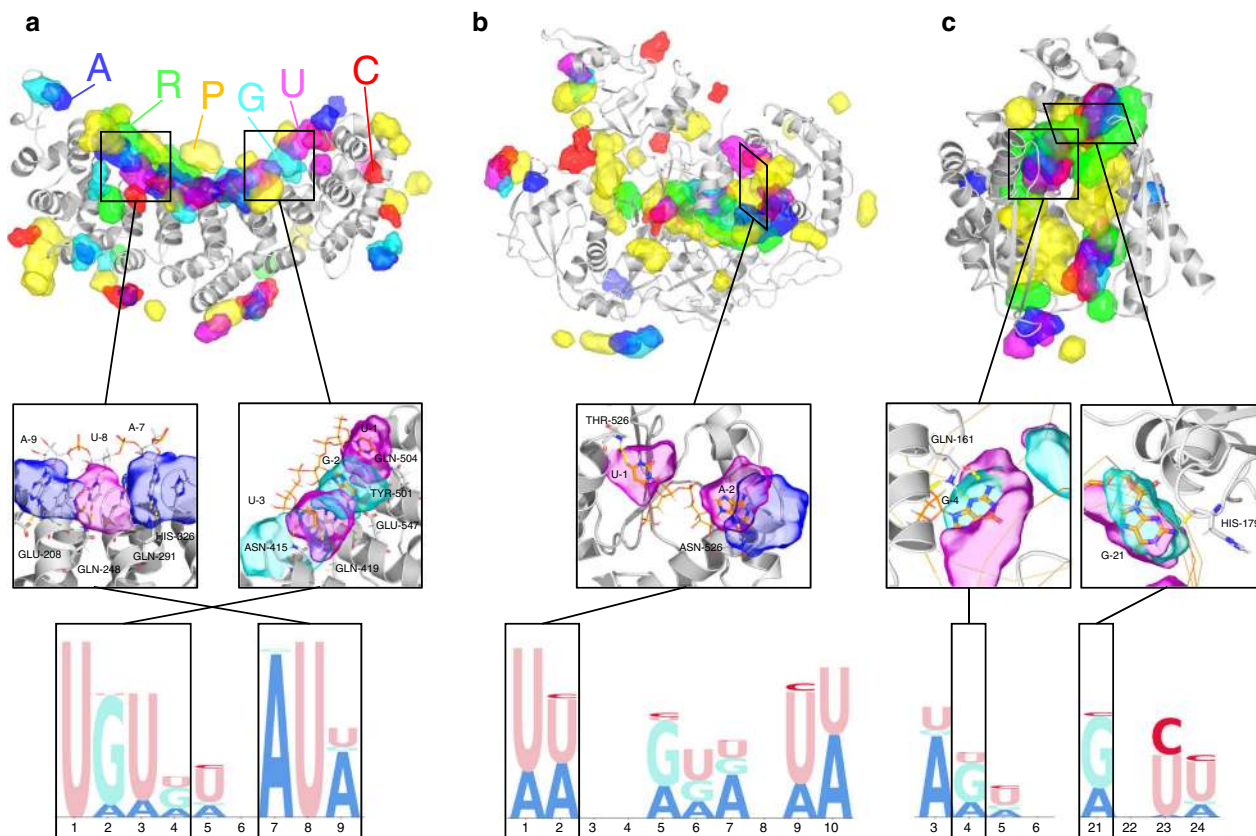 a
b
c
A
R
P
G
U
C
A-9
U-8
A-7
GLU-208
GLN-248
GLN-291
HIS-326
U-1
G-2
GLN-504
U-3
TYR-501
GLU-547
ASN-415
GLN-419
THR-526
U-1
A-2
ASN-526
GLN-161
G-4
HIS-179
G-21
U G U U U A U U
A A G A A A
1 2 3 4 5 6 7 8 9
U C U C G U U C U U
A A A G A G A A A
1 2 3 4 5 6 7 8 9 10
U U U
A G A
3 4 5 6
C G C C U
A U A
21 22 23 24